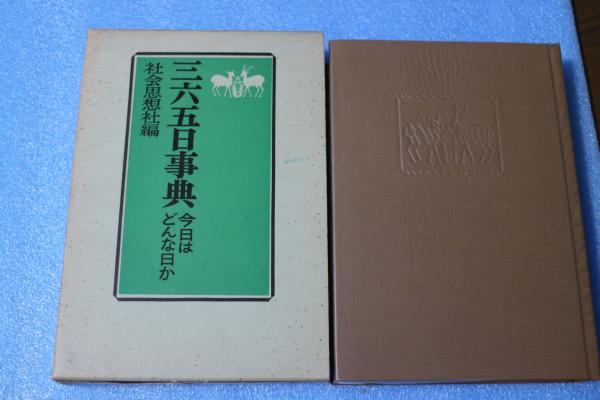 三六五日事典
今日は
どんな日か
社会思想社編